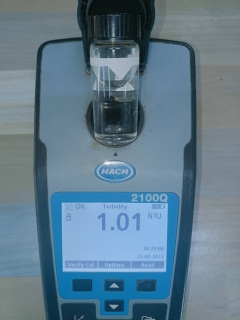 HACH
2100Q
OK Turbidity
1.01 NTU
Verify Cal Options Read